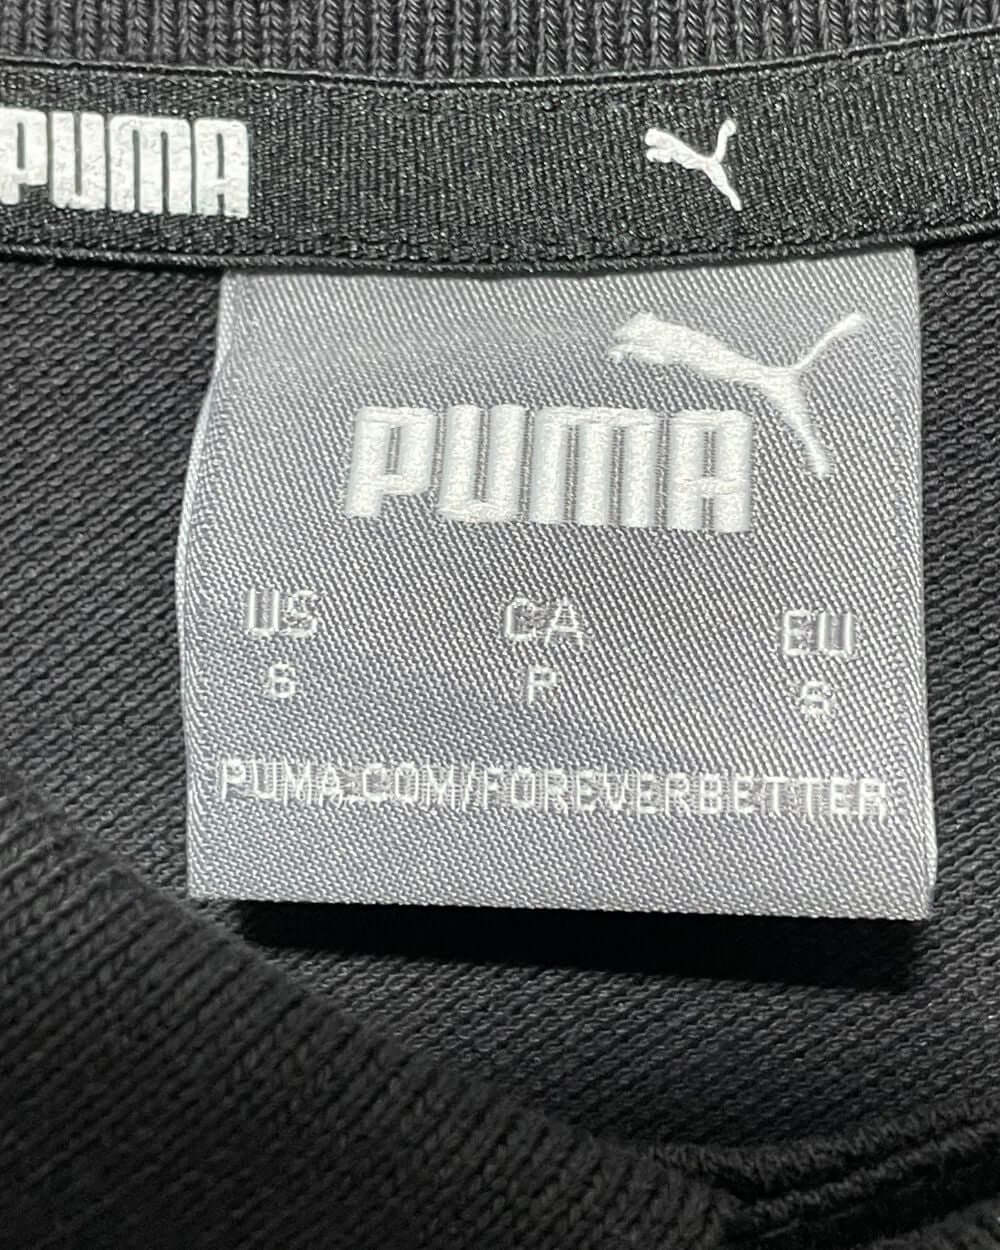 PUMA
PUMA
US CA EU
S P S
PUMA.COM/FOREVERBETTER